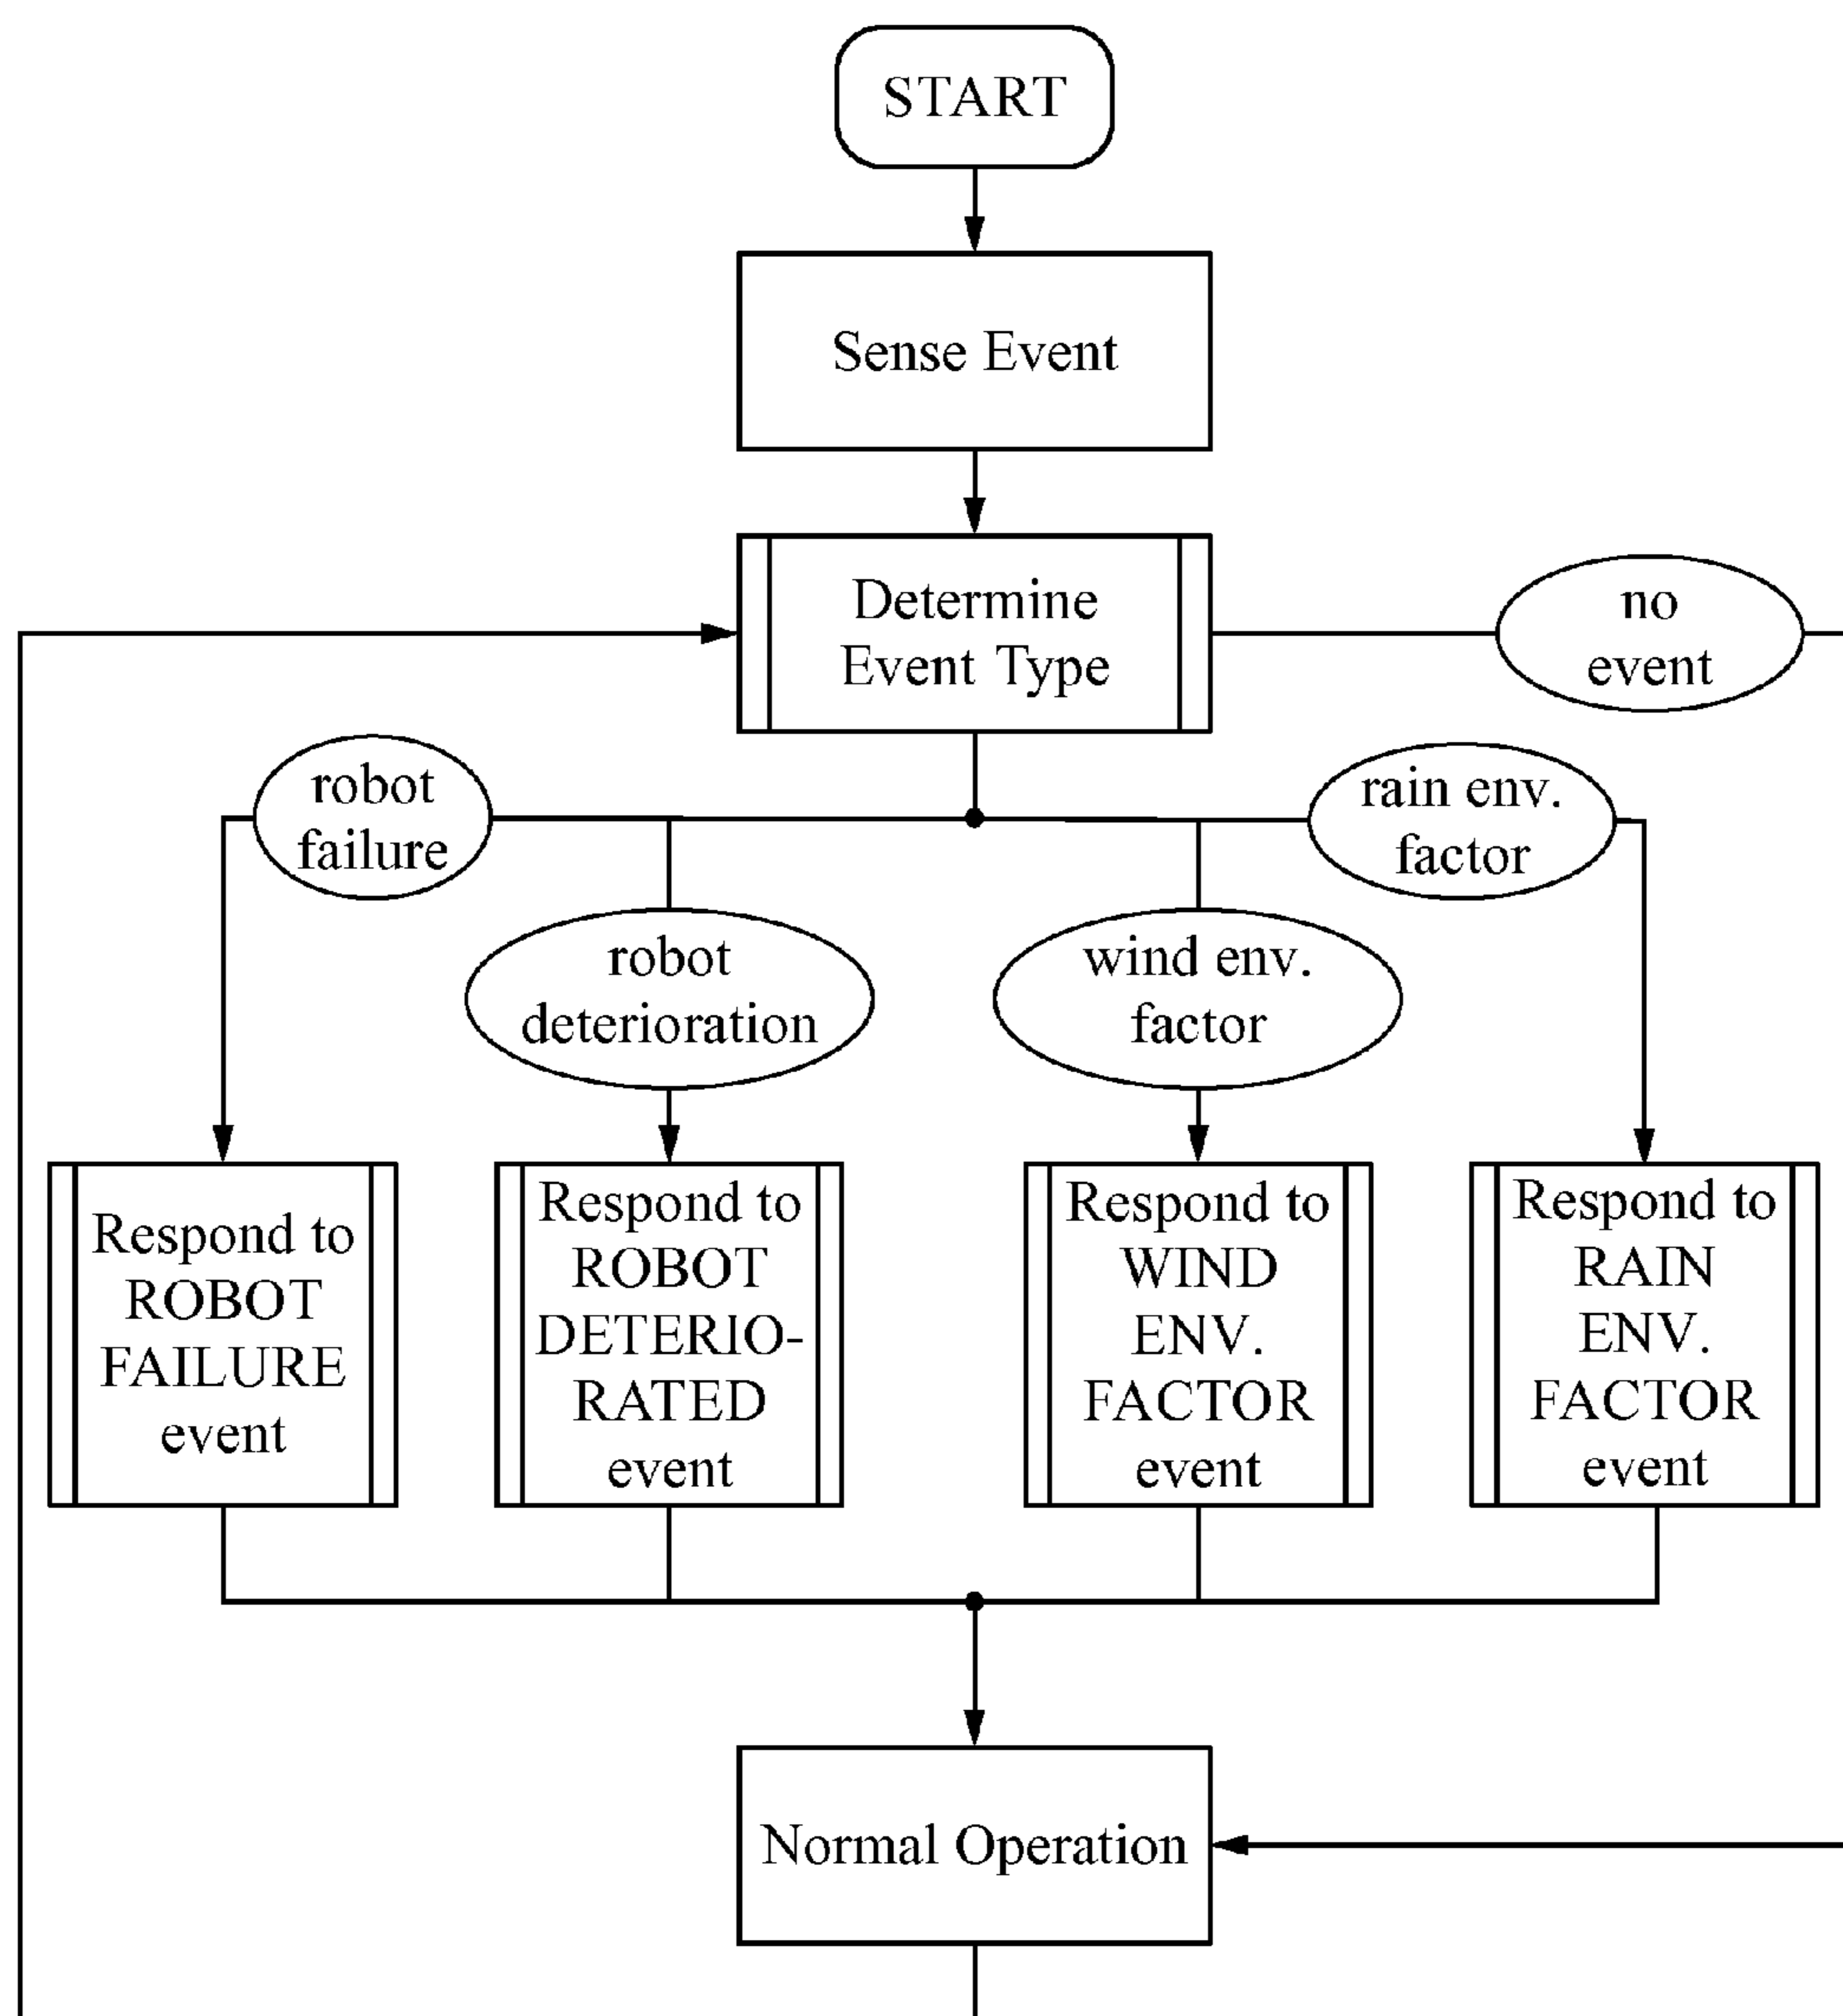 START
Sense Event
Determine
Event Type
no
event
robot
failure
rain env.
factor
robot
deterioration
wind env.
factor
Respond to
ROBOT
FAILURE
event
Respond to
ROBOT
DETERIO-
RATED
event
Respond to
WIND
ENV.
FACTOR
event
Respond to
RAIN
ENV.
FACTOR
event
Normal Operation